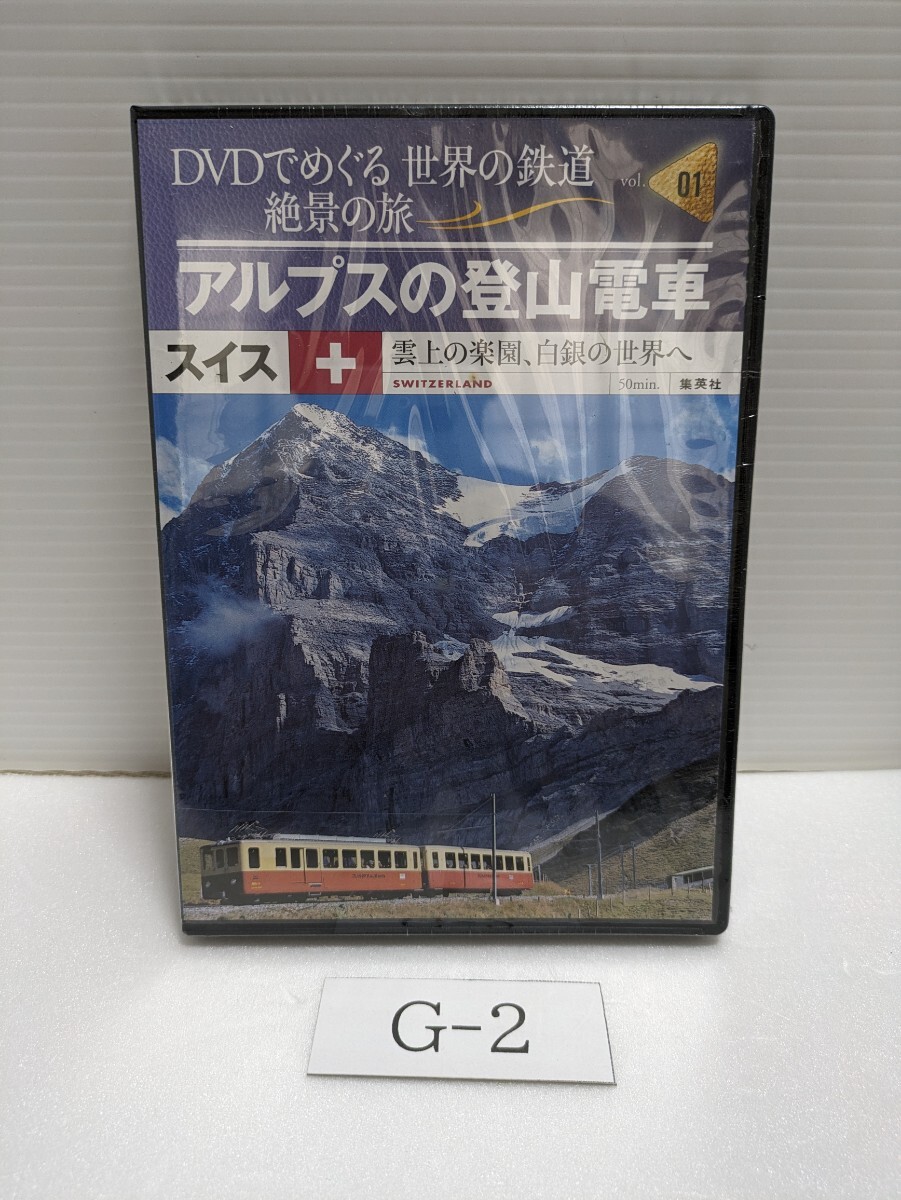 DVDでめぐる 世界の鉄道
絶景の旅
vol. 01
アルプスの登山電車
スイス
雲上の楽園、白銀の世界へ
SWITZERLAND
50min.
集英社
G-2